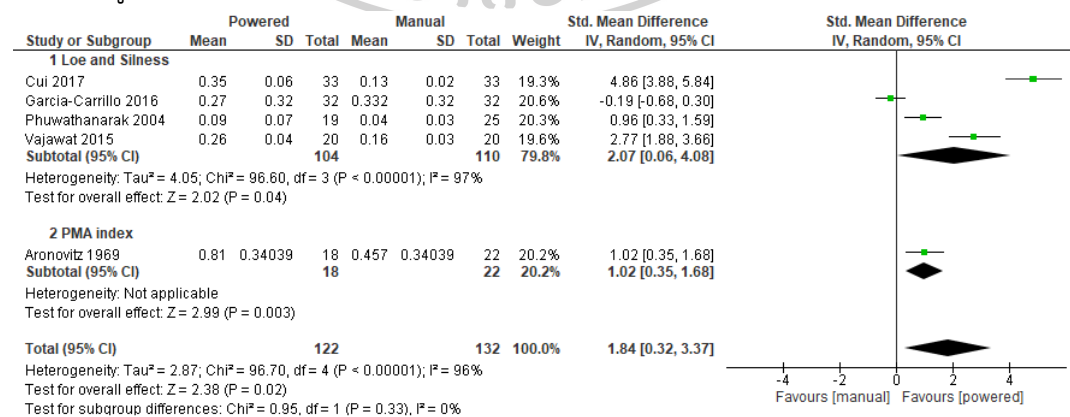 Powered Manual Std. Mean Difference Std. Mean Difference
Study or Subgroup Mean SD Total Mean SD Total Weight IV, Random, 95% CI IV, Random, 95% CI
1 Loe and Silness
Cui 2017 0.35 0.06 33 0.13 0.02 33 19.3% 4.86 [3.88, 5.84]
Garcia-Carrillo 2016 0.27 0.32 32 0.332 0.32 32 20.6% -0.19 [-0.68, 0.30]
Phuwathanarak 2004 0.09 0.07 19 0.04 0.03 25 20.3% 0.96 [0.33, 1.59]
Vajawat 2015 0.26 0.04 20 0.16 0.03 20 19.6% 2.77 [1.88, 3.66]
Subtotal (95% CI) 104 110 79.8% 2.07 [0.06, 4.08]
Heterogeneity: Tau² = 4.05; Chi² = 96.60, df = 3 (P < 0.00001); I² = 97%
Test for overall effect: Z = 2.02 (P = 0.04)
2 PMA index
Aronovitz 1969 0.81 0.34039 18 0.457 0.34039 22 20.2% 1.02 [0.35, 1.68]
Subtotal (95% CI) 18 22 20.2% 1.02 [0.35, 1.68]
Heterogeneity: Not applicable
Test for overall effect: Z = 2.99 (P = 0.003)
Total (95% CI) 122 132 100.0% 1.84 [0.32, 3.37]
Heterogeneity: Tau² = 2.87; Chi² = 96.70, df = 4 (P < 0.00001); I² = 96%
Test for overall effect: Z = 2.38 (P = 0.02)
Test for subgroup differences: Chi² = 0.95, df = 1 (P = 0.33), I² = 0%
-4 -2 0 2 4
Favours [manual] Favours [powered]